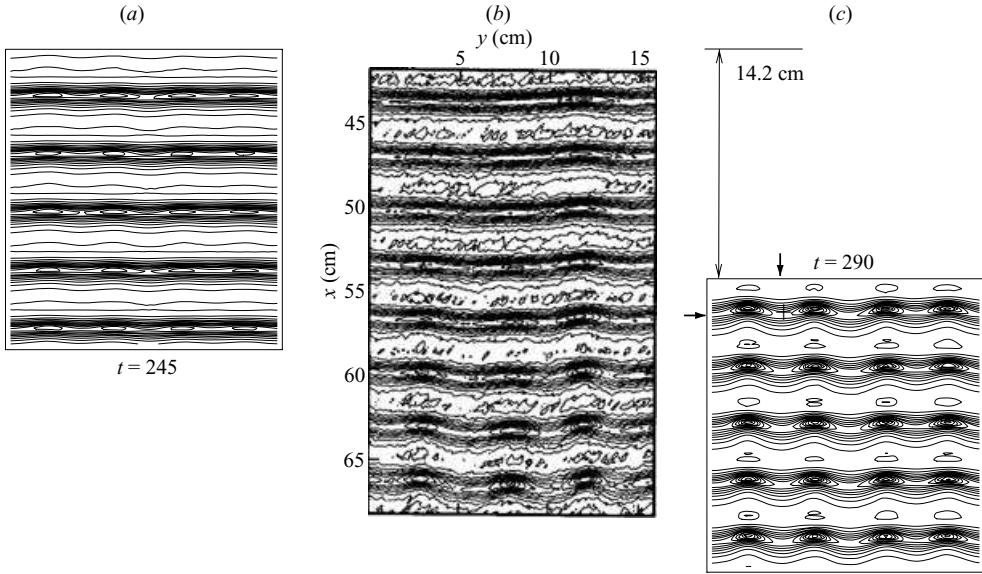 (a)
(b)
(c)
y (cm)
5 10 15
14.2 cm
45
50
x (cm)
55
60
65
t = 245
t = 290